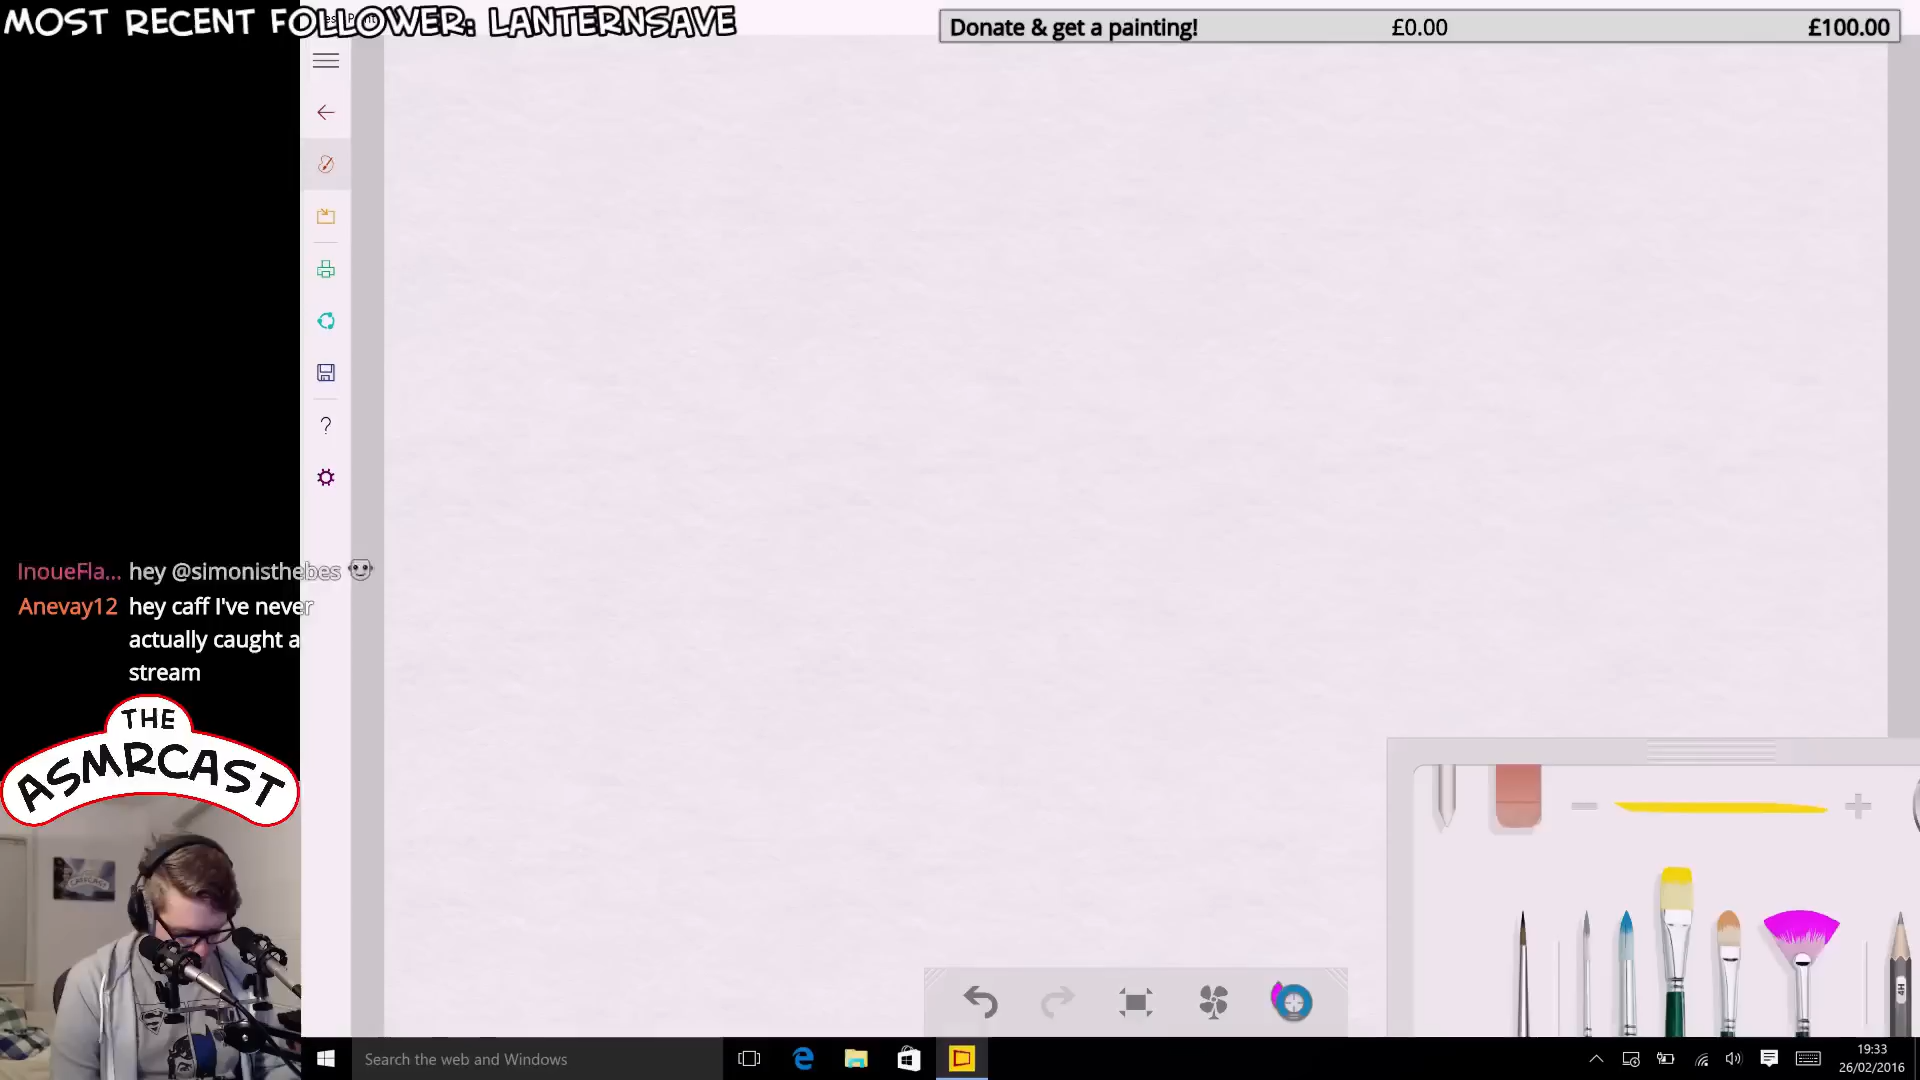 MOST RECENT FOLLOWER: LANTERNSAVE
Donate & get a painting! £0.00 £100.00
InoueFla... hey @simonisthebes
Anevay12 hey caff I've never
actually caught a
stream
THE
ASMRCAST
4H
Search the web and Windows
19:33
26/02/2016